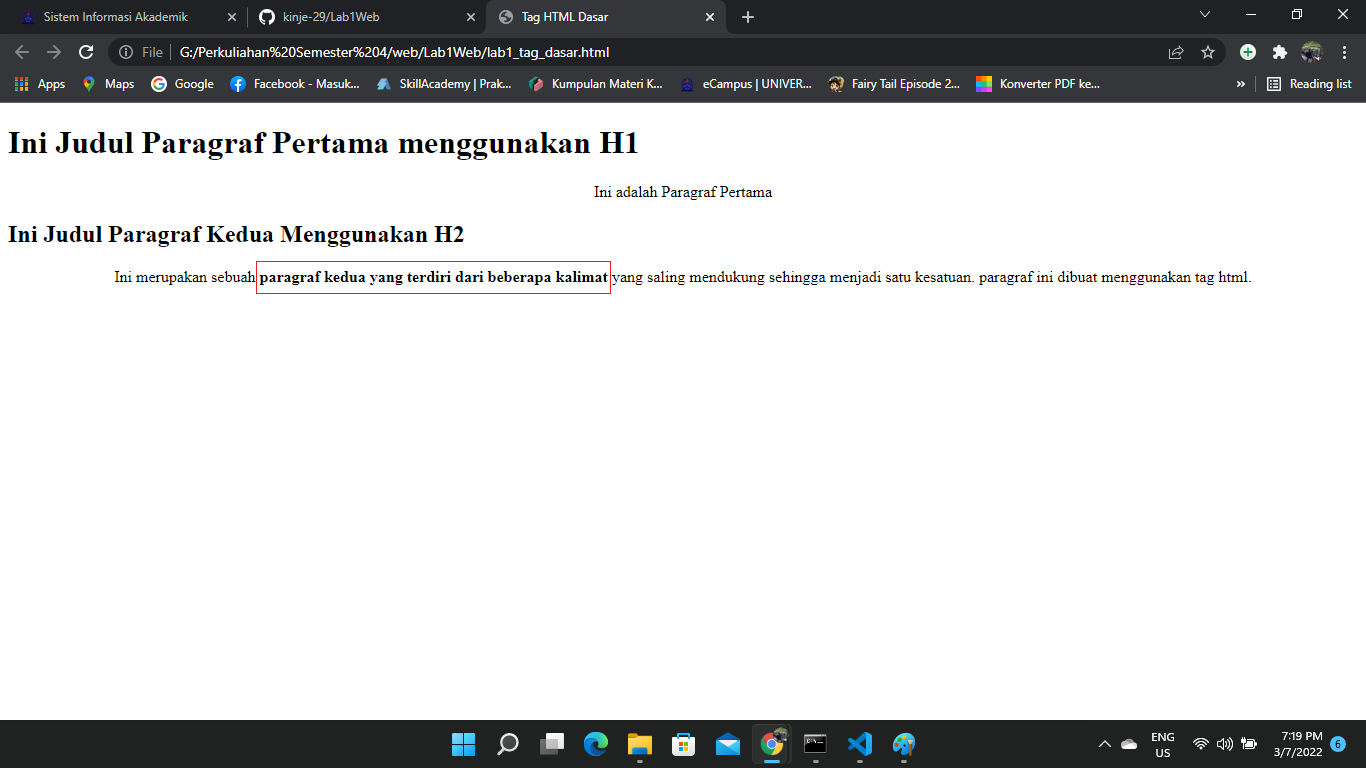 Sistem Informasi Akademik
kinje-29/Lab1Web
Tag HTML Dasar
File
G:/Perkuliahan%20Semester%204/web/Lab1Web/lab1_tag_dasar.html
Apps
Maps
Google
Facebook - Masuk...
SkillAcademy | Prak...
Kumpulan Materi K...
eCampus | UNIVER...
Fairy Tail Episode 2...
Konverter PDF ke...
»
Reading list
Ini Judul Paragraf Pertama menggunakan H1
Ini adalah Paragraf Pertama
Ini Judul Paragraf Kedua Menggunakan H2
Ini merupakan sebuah paragraf kedua yang terdiri dari beberapa kalimat yang saling mendukung sehingga menjadi satu kesatuan. paragraf ini dibuat menggunakan tag html.
ENG
US
7:19 PM
3/7/2022
6